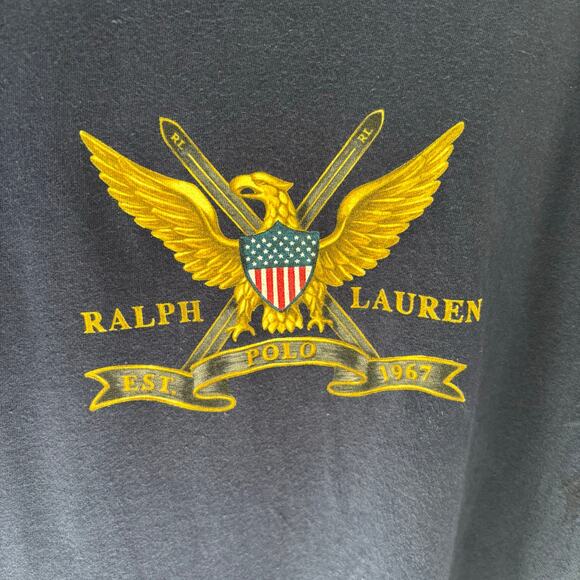 RL RL
RALPH LAUREN
POLO
EST. 1967